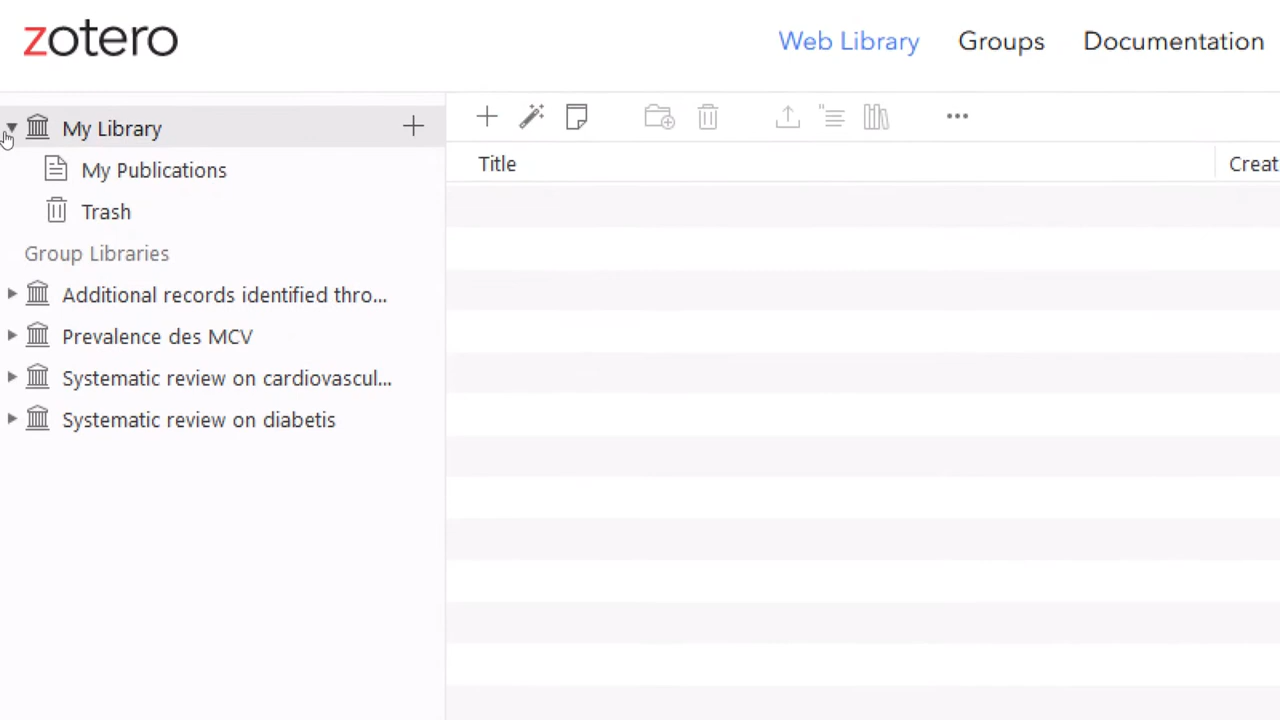 zotero
Web Library
Groups
Documentation
My Library
My Publications
Trash
Group Libraries
Additional records identified thro...
Prevalence des MCV
Systematic review on cardiovascul...
Systematic review on diabetis
Title
Creat